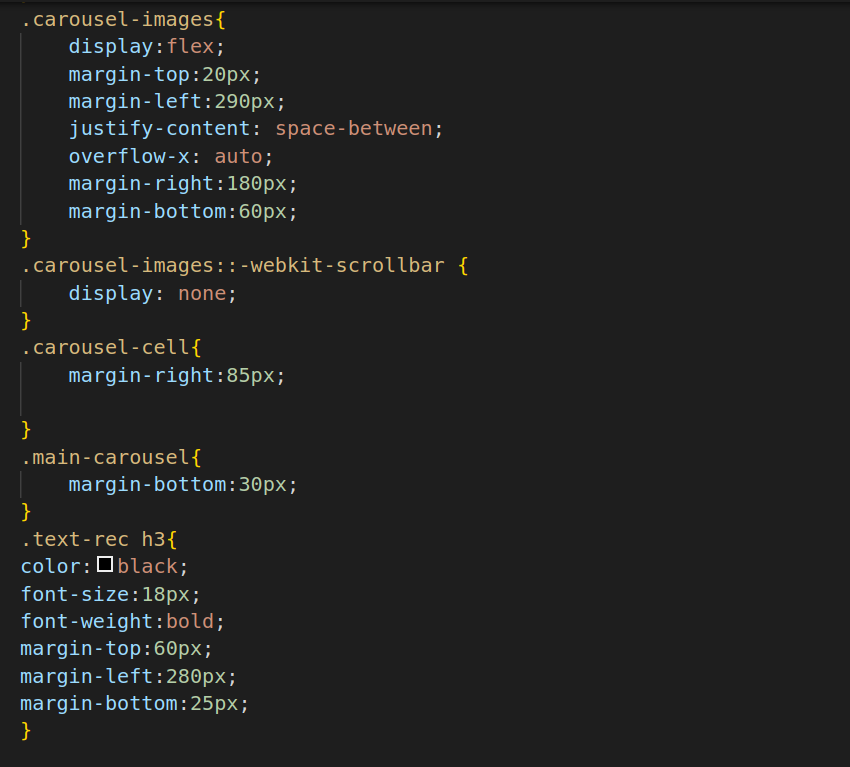 .carousel-images{
    display:flex;
    margin-top:20px;
    margin-left:290px;
    justify-content: space-between;
    overflow-x: auto;
    margin-right:180px;
    margin-bottom:60px;
}
.carousel-images::-webkit-scrollbar {
    display: none;
}
.carousel-cell{
    margin-right:85px;

}
.main-carousel{
    margin-bottom:30px;
}
.text-rec h3{
color:black;
font-size:18px;
font-weight:bold;
margin-top:60px;
margin-left:280px;
margin-bottom:25px;
}